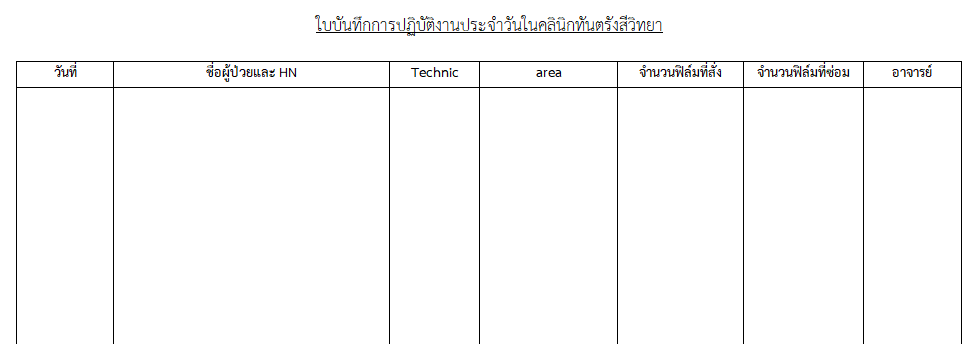 ใบบันทึกการปฏิบัติงานประจำวันในคลินิกทันตรังสีวิทยา
วันที่ ชื่อผู้ป่วยและ HN Technic area จำนวนฟิล์มที่สั่ง จำนวนฟิล์มที่ซ่อม อาจารย์